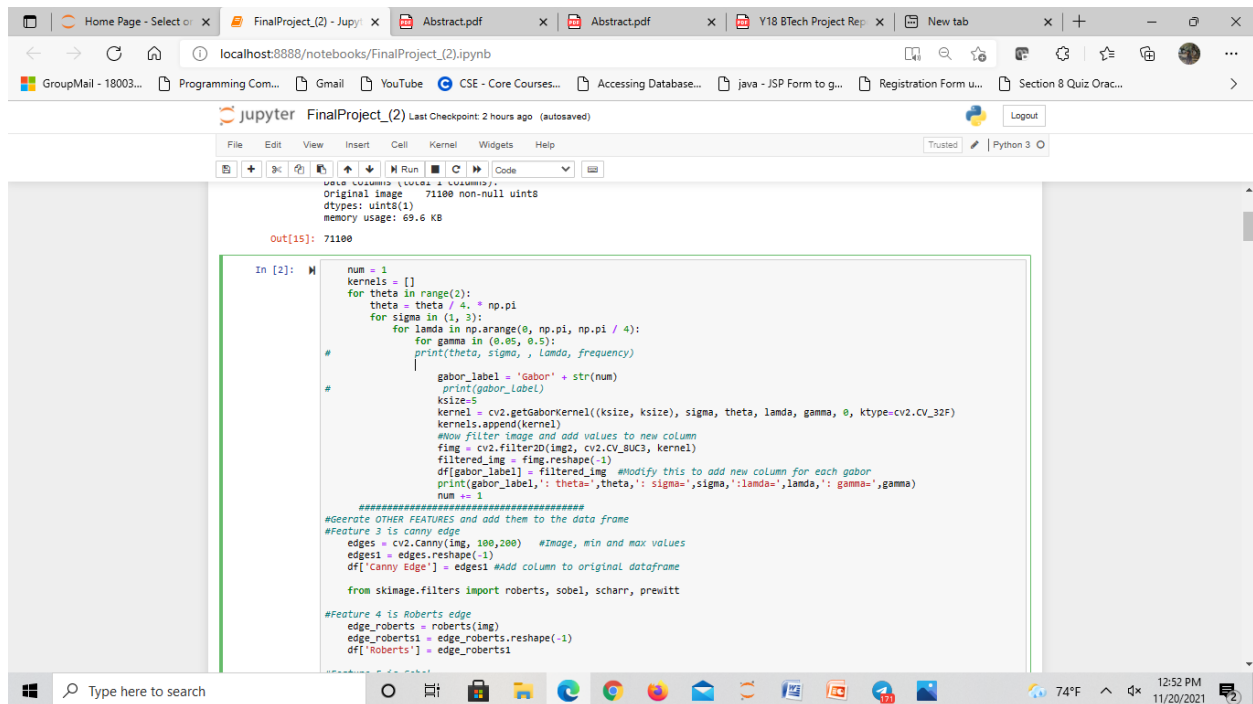 Home Page - Select or
FinalProject_(2) - Jupyt
Abstract.pdf
Abstract.pdf
Y18 BTech Project Rep
New tab
localhost:8888/notebooks/FinalProject_(2).ipynb
GroupMail - 18003...
Programming Com...
Gmail
YouTube
CSE - Core Courses...
Accessing Database...
java - JSP Form to g...
Registration Form u...
Section 8 Quiz Orac...
jupyter FinalProject_(2) Last Checkpoint: 2 hours ago (autosaved)
Logout
File Edit View Insert Cell Kernel Widgets Help
Trusted Python 3
Run Code
Data columns (total 1 columns):
Original image 71100 non-null uint8
dtypes: uint8(1)
memory usage: 69.6 KB
Out[15]: 71100
In [2]: num = 1
kernels = []
for theta in range(2):
theta = theta / 4. * np.pi
for sigma in (1, 3):
for lamda in np.arange(0, np.pi, np.pi / 4):
for gamma in (0.05, 0.5):
# print(theta, sigma, , lamda, frequency)
gabor_label = 'Gabor' + str(num)
# print(gabor_label)
ksize=5
kernel = cv2.getGaborKernel((ksize, ksize), sigma, theta, lamda, gamma, 0, ktype=cv2.CV_32F)
kernels.append(kernel)
#Now filter image and add values to new column
fimg = cv2.filter2D(img2, cv2.CV_8UC3, kernel)
filtered_img = fimg.reshape(-1)
df[gabor_label] = filtered_img #Modify this to add new column for each gabor
print(gabor_label,': theta=',theta,': sigma=',sigma,':lamda=',lamda,': gamma=',gamma)
num += 1
########################################
#Geerate OTHER FEATURES and add them to the data frame
#Feature 3 is canny edge
edges = cv2.Canny(img, 100,200) #Image, min and max values
edges1 = edges.reshape(-1)
df['Canny Edge'] = edges1 #Add column to original dataframe
from skimage.filters import roberts, sobel, scharr, prewitt
#Feature 4 is Roberts edge
edge_roberts = roberts(img)
edge_roberts1 = edge_roberts.reshape(-1)
df['Roberts'] = edge_roberts1
Type here to search
171
74°F
12:52 PM
11/20/2021
2